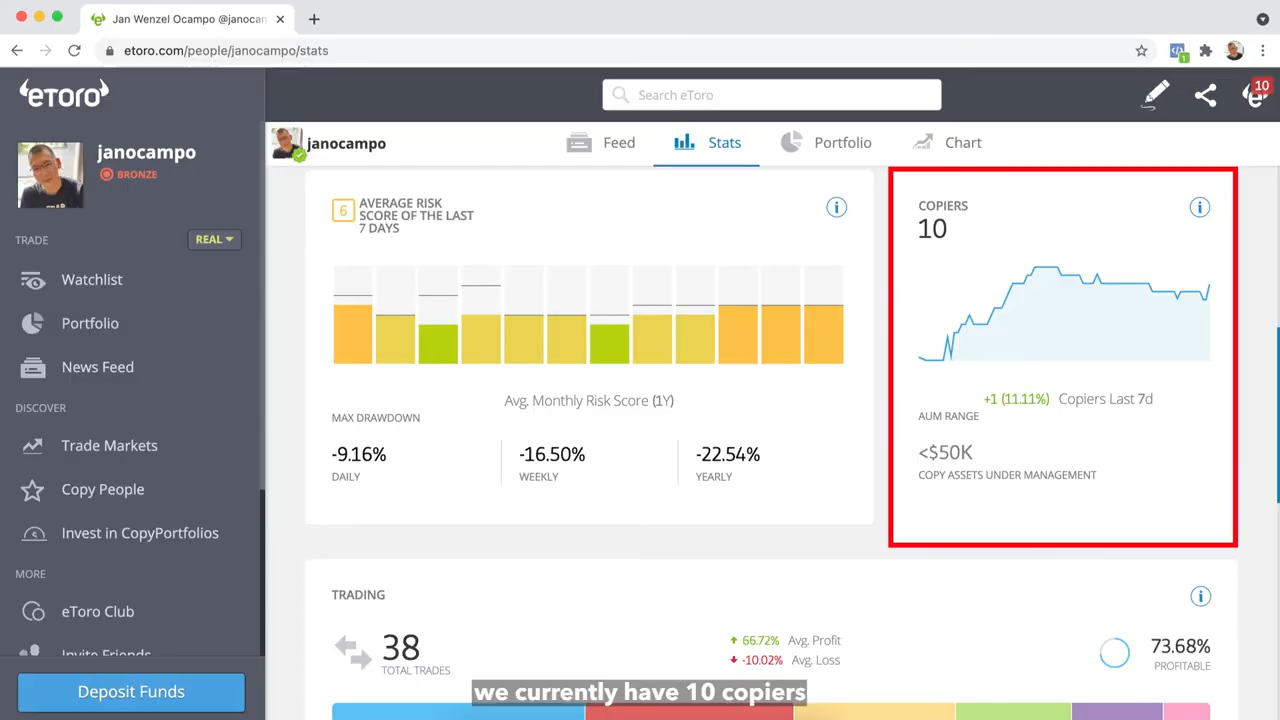 Jan Wenzel Ocampo @janocam
etoro.com/people/janocampo/stats
1
eToro
Search eToro
10
janocampo
BRONZE
janocampo
Feed
Stats
Portfolio
Chart
TRADE
REAL
Watchlist
Portfolio
News Feed
DISCOVER
Trade Markets
Copy People
Invest in CopyPortfolios
MORE
eToro Club
Invite Friends
Deposit Funds
6
AVERAGE RISK
SCORE OF THE LAST
7 DAYS
Avg. Monthly Risk Score (1Y)
MAX DRAWDOWN
-9.16%
-16.50%
-22.54%
DAILY
WEEKLY
YEARLY
COPIERS
10
+1 (11.11%) Copiers Last 7d
AUM RANGE
<$50K
COPY ASSETS UNDER MANAGEMENT
TRADING
38
TOTAL TRADES
66.72% Avg. Profit
-10.02% Avg. Loss
73.68%
PROFITABLE
we currently have 10 copiers